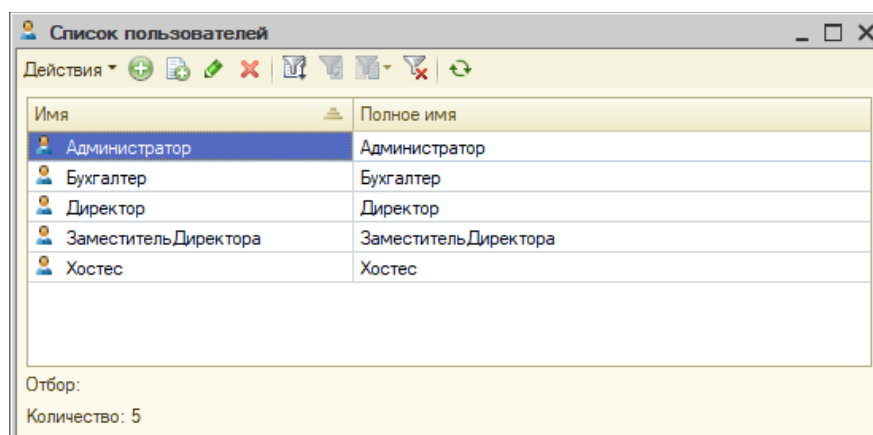 Список пользователей
Действия
Имя Полное имя
Администратор Администратор
Бухгалтер Бухгалтер
Директор Директор
ЗаместительДиректора ЗаместительДиректора
Хостес Хостес
Отбор:
Количество: 5